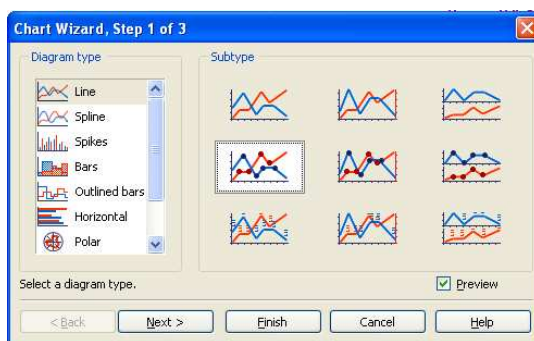 Chart Wizard, Step 1 of 3
Diagram type
Subtype
Line
Spline
Spikes
Bars
Outlined bars
Horizontal
Polar
Select a diagram type.
Preview
< Back
Next >
Finish
Cancel
Help